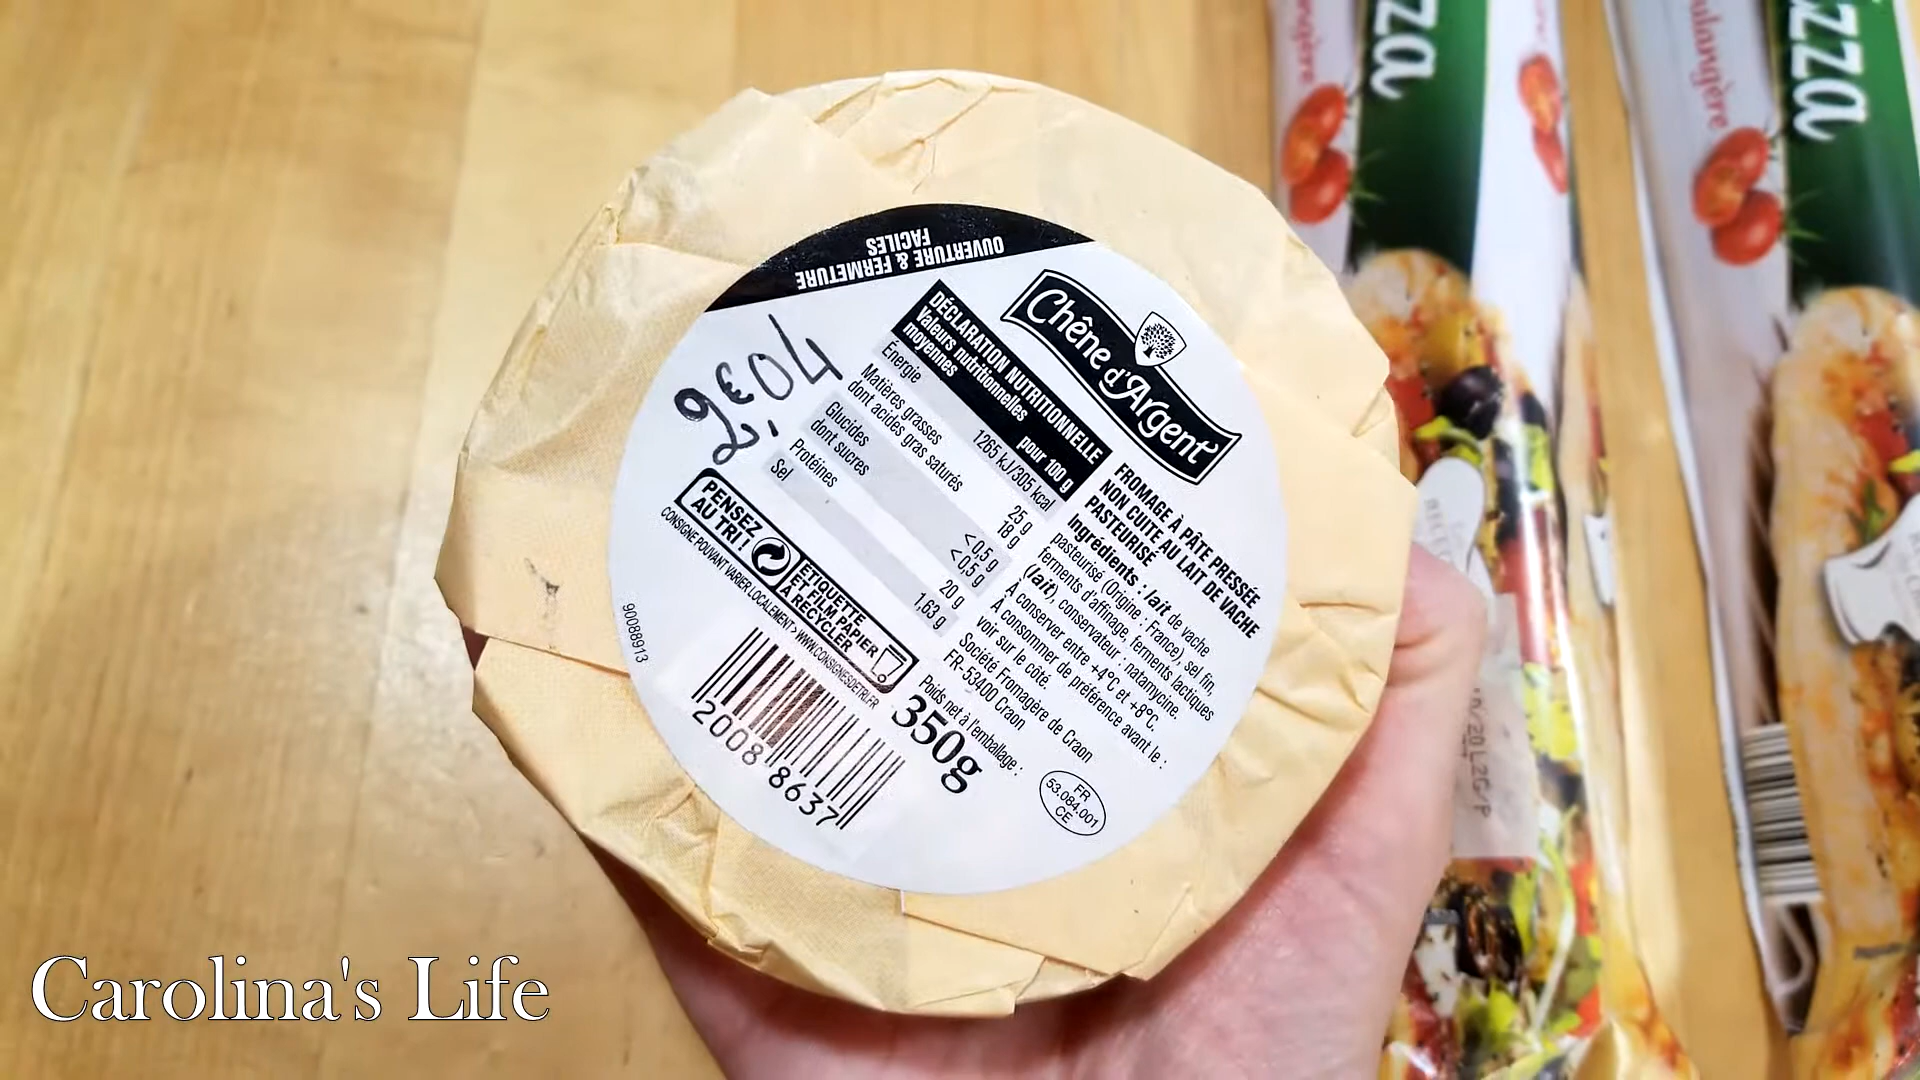 OUVERTURE & FERMETURE
FACILES
Chêne d'Argent
DÉCLARATION NUTRITIONNELLE
Valeurs nutritionnelles
moyennes
pour 100 g
Énergie 1265 kJ/305 kcal
Matières grasses 25 g
dont acides gras saturés 18 g
Glucides <0,5 g
dont sucres <0,5 g
Protéines 20 g
Sel 1,63 g
PENSEZ
AU TRI !
ÉTIQUETTE
ET FILM PAPIER
À RECYCLER
CONSIGNE POUVANT VARIER LOCALEMENT > WWW.CONSIGNESDETRI.FR
FROMAGE À PÂTE PRESSÉE
NON CUITE AU LAIT DE VACHE
PASTEURISÉ
Ingrédients : lait de vache
pasteurisé (Origine : France), sel fin,
ferments d'affinage, ferments lactiques
(lait), conservateur : natamycine.
À conserver entre +4°C et +8°C.
À consommer de préférence avant le :
voir sur le côté.
Société Fromagère de Craon
FR-53400 Craon
Poids net à l'emballage :
350g
FR
53.084.001
CE
90088913
2008 8637
zza
zza
Carolina's Life